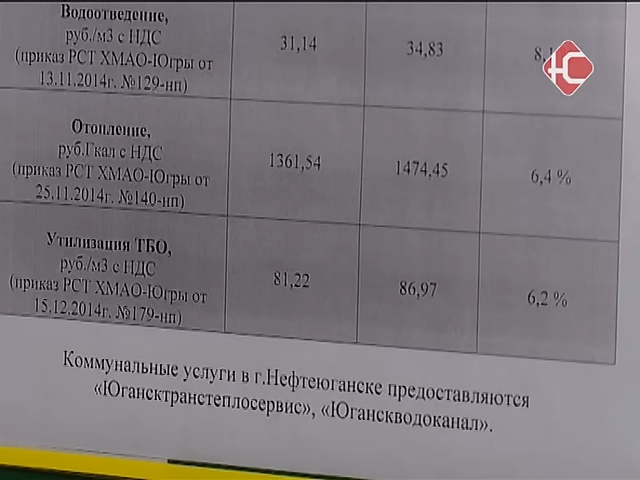 Водоотведение,
руб./м3 с НДС
(приказ РСТ ХМАО-Югры от
13.11.2014г. №129-нп)
31,14
34,83
Ю
Отопление,
руб.Гкал с НДС
(приказ РСТ ХМАО-Югры от
25.11.2014г. №140-нп)
1361,54
1474,45
6,4 %
Утилизация ТБО,
руб./м3 с НДС
(приказ РСТ ХМАО-Югры от
15.12.2014г. №179-нп)
81,22
86,97
6,2 %
Коммунальные услуги в г.Нефтеюганске предоставляются
«Юганסктранстеплосервис», «Юганскводоканал».